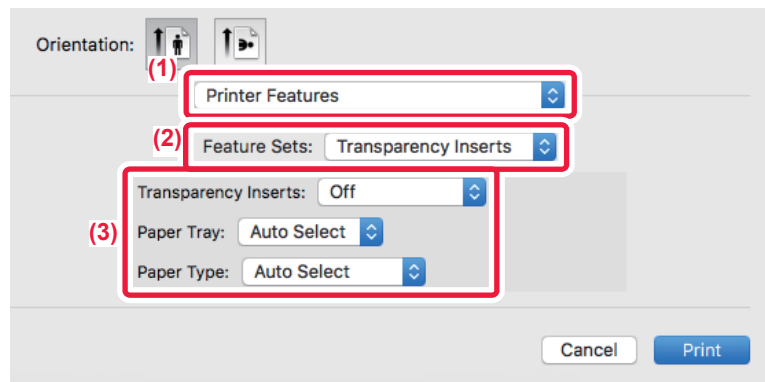 Orientation:
(1)
Printer Features
(2) Feature Sets: Transparency Inserts
Transparency Inserts: Off
(3) Paper Tray: Auto Select
Paper Type: Auto Select
Cancel Print